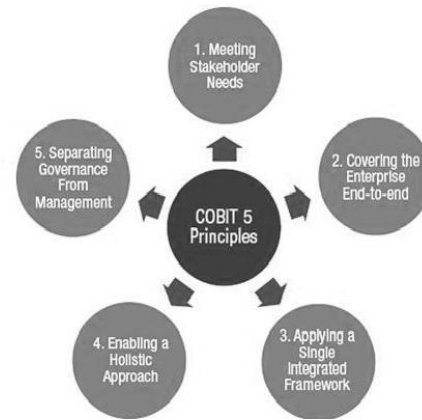 1. Meeting
Stakeholder
Needs
5. Separating
Governance
From
Management
2. Covering the
Enterprise
End-to-end
COBIT 5
Principles
4. Enabling a
Holistic
Approach
3. Applying a
Single
Integrated
Framework